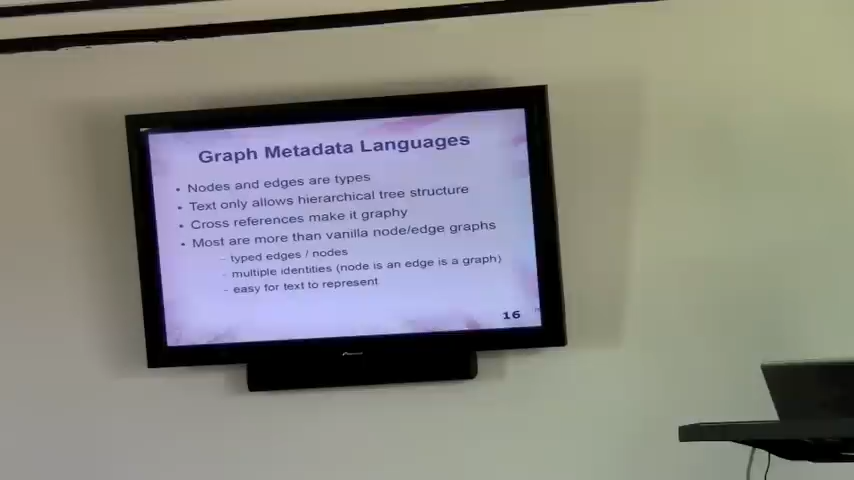 Graph Metadata Languages
• Nodes and edges are types
• Text only allows hierarchical tree structure
• Cross references make it graphy
• Most are more than vanilla node/edge graphs
– typed edges / nodes
– multiple identities (node is an edge is a graph)
– easy for text to represent
16